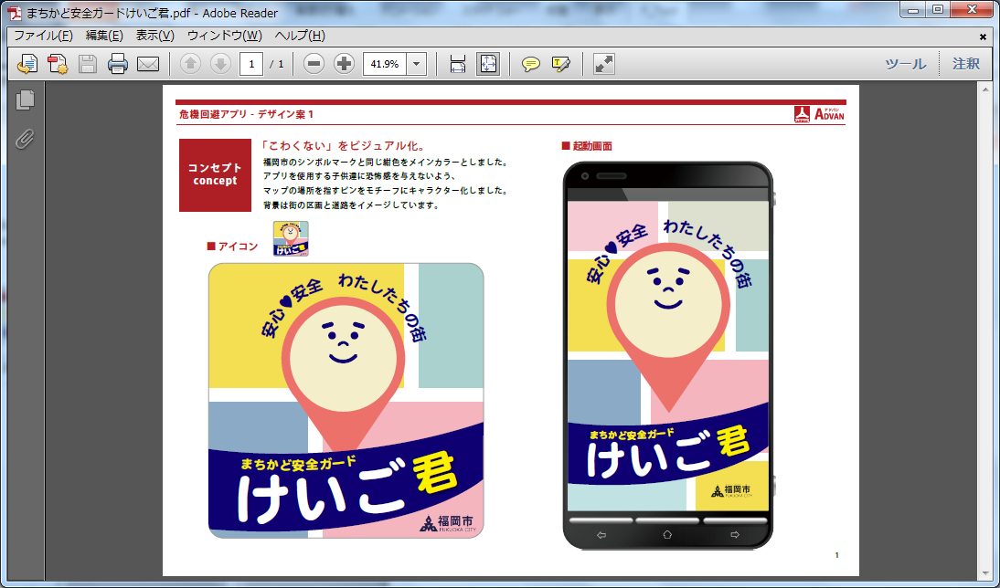 まちかど安全ガードけいご君.pdf - Adobe Reader
ファイル(F) 編集(E) 表示(V) ウィンドウ(W) ヘルプ(H)
1 / 1 41.9% ツール 注釈
危機回避アプリ - デザイン案 1
アドバン
ADVAN
コンセプト
concept
「こわくない」をビジュアル化。
福岡市のシンボルマークと同じ紺色をメインカラーとしました。
アプリを使用する子供達に恐怖感を与えないよう、
マップの場所を指すピンをモチーフにキャラクター化しました。
背景は街の区画と道路をイメージしています。
■アイコン
けいご君
安心♥安全 わたしたちの街
まちかど安全ガード
けいご君
福岡市
FUKUOKA CITY
■起動画面
安心♥安全 わたしたちの街
まちかど安全ガード
けいご君
福岡市
FUKUOKA CITY
1